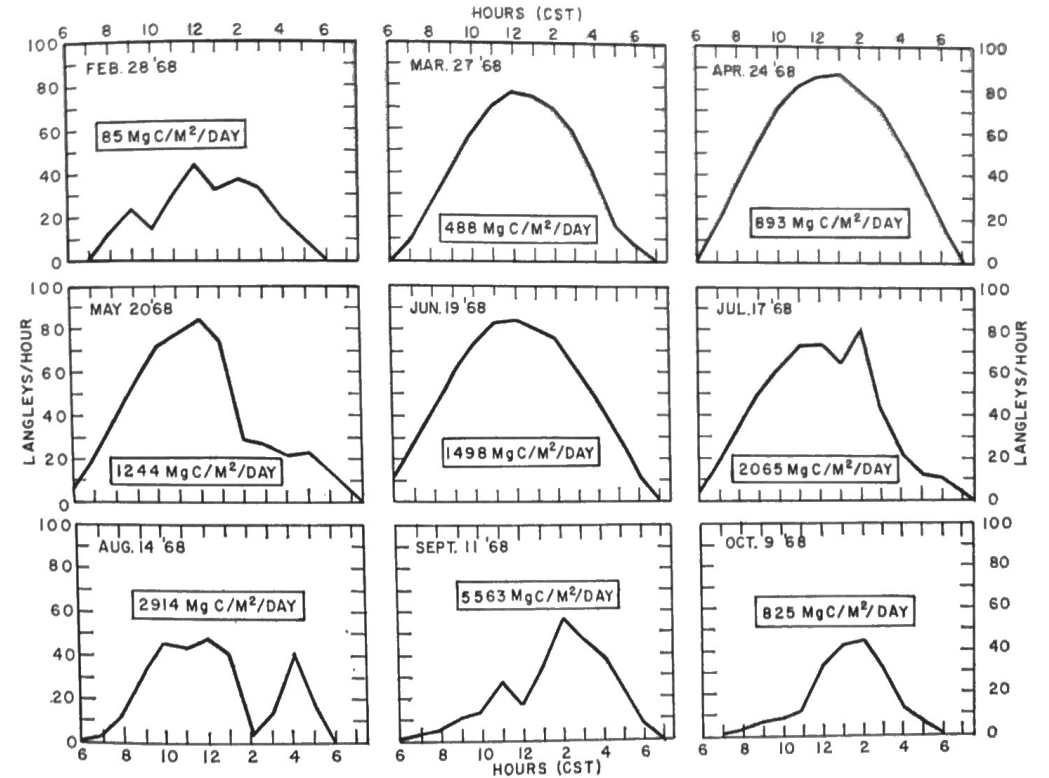 HOURS (CST)
6 8 10 12 2 4 6 6 8 10 12 2 4 6 6 8 10 12 12 2 4 6
100 FEB. 28 '68 MAR. 27 '68 APR. 24 '68 100
80 80
85 MgC/M²/DAY
60 60
40 40
20 488 MgC/M²/DAY 893 MgC/M²/DAY 20
0 0
100 MAY 20 '68 JUN. 19 '68 JUL. 17 '68 100
80 80
LANGLEYS/HOUR
60 60
LANGLEYS/HOUR
40 40
20 1244 MgC/M²/DAY 1498 MgC/M²/DAY 2065 MgC/M²/DAY 20
0 0
100 AUG. 14 '68 SEPT. 11 '68 OCT. 9 '68 100
80 80
60 2914 MgC/M²/DAY 5563 MgC/M²/DAY 825 MgC/M²/DAY 60
40 40
20 20
0 0
6 8 10 12 2 4 6 6 8 10 12 2 4 6 6 8 10 12 2 4 6
HOURS (CST)